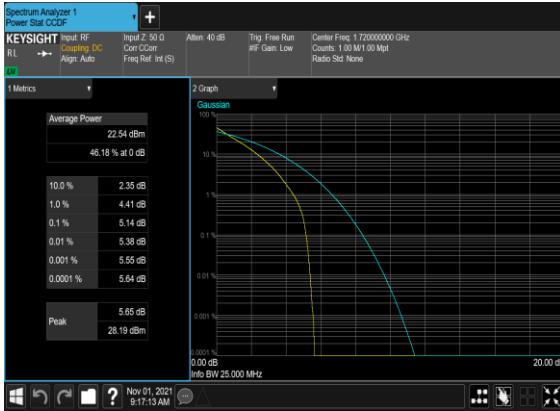 Spectrum Analyzer 1
Power Stat CCDF
KEYSIGHT
RL
Input: RF
Coupling: DC
Align: Auto
Input Z: 50 Ω
Corr CCorr
Freq Ref: Int (S)
Atten: 40 dB
Trig: Free Run
#IF Gain: Low
Center Freq: 1.720000000 GHz
Counts: 1.00 M/1.00 Mpt
Radio Std: None
1 Metrics
Average Power
22.54 dBm
46.18 % at 0 dB
10.0 % 2.35 dB
1.0 % 4.41 dB
0.1 % 5.14 dB
0.01 % 5.38 dB
0.001 % 5.55 dB
0.0001 % 5.64 dB
Peak
5.65 dB
28.19 dBm
2 Graph
Gaussian
100 %
10 %
1 %
0.1 %
0.01 %
0.001 %
0.0001 %
0.00 dB
20.00 d
Info BW 25.000 MHz
?
Nov 01, 2021
9:17:13 AM